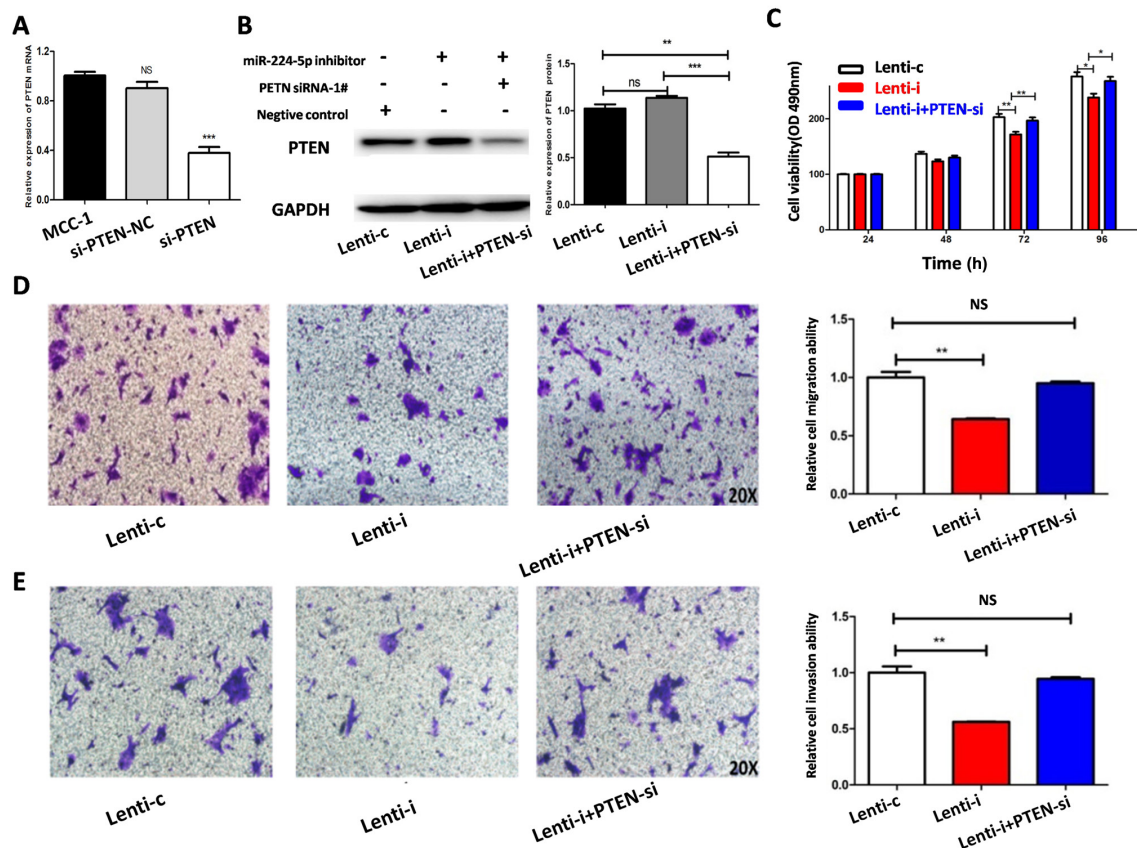 A
Relative expression of PTEN mRNA
1.2
0.8
0.4
0.0
NS
***
MCC-1
si-PTEN-NC
si-PTEN
B
miR-224-5p inhibitor - + +
PETN siRNA-1# - - +
Negtive control + - -
PTEN
GAPDH
Lenti-c
Lenti-i
Lenti-i+PTEN-si
Relative expression of PTEN protein
1.5
1.0
0.5
0.0
**
***
ns
Lenti-c
Lenti-i
Lenti-i+PTEN-si
C
Cell viability(OD 490nm)
200
100
Lenti-c
Lenti-i
Lenti-i+PTEN-si
** **
* *
24 48 72 96
Time (h)
D
20X
Lenti-c
Lenti-i
Lenti-i+PTEN-si
Relative cell migration ability
1.5
1.0
0.5
0.0
NS
**
Lenti-c
Lenti-i
Lenti-i+PTEN-si
E
20X
Lenti-c
Lenti-i
Lenti-i+PTEN-si
Relative cell invasion ability
1.5
1.0
0.5
0.0
NS
**
Lenti-c
Lenti-i
Lenti-i+PTEN-si